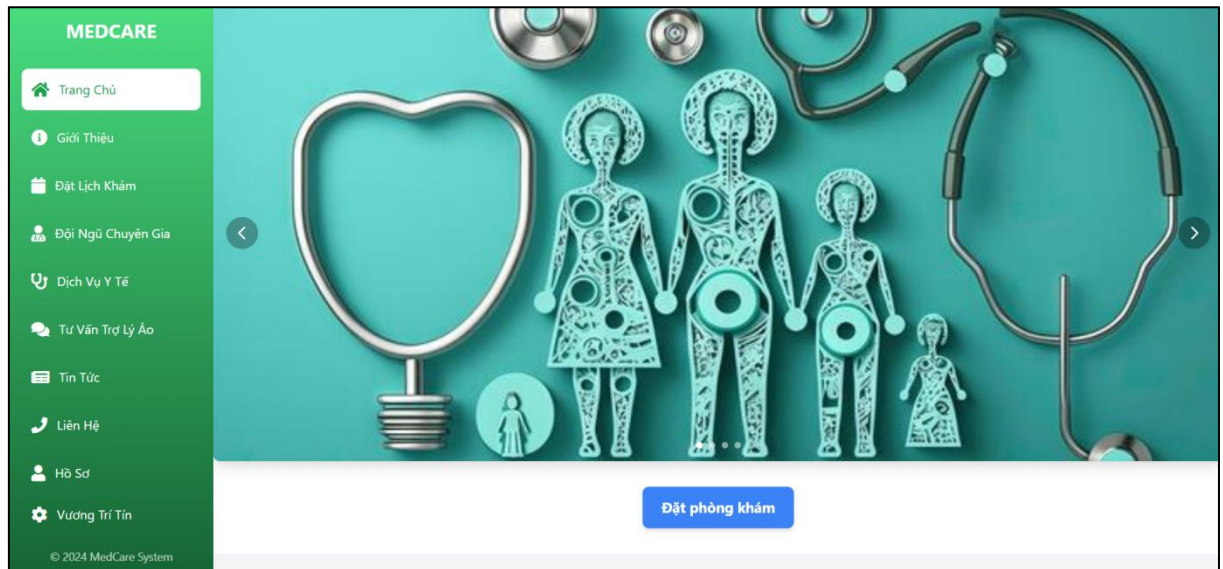 MEDCARE
Trang Chủ
Giới Thiệu
Đặt Lịch Khám
Đội Ngũ Chuyên Gia
Dịch Vụ Y Tế
Tư Vấn Trợ Lý Ảo
Tin Tức
Liên Hệ
Hồ Sơ
Vương Trí Tín
© 2024 MedCare System
Đặt phòng khám